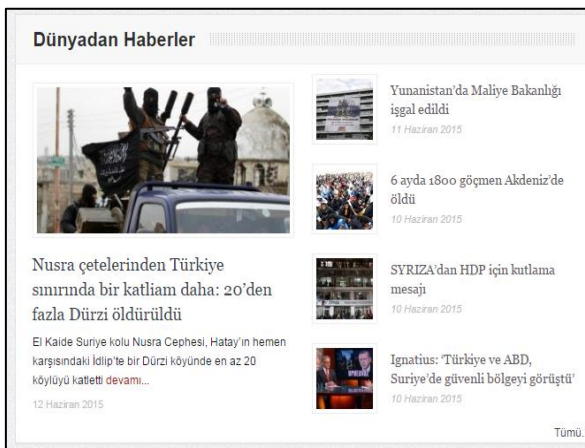 Dünyadan Haberler
Nusra çetelerinden Türkiye
sınırında bir katliam daha: 20'den
fazla Dürzi öldürüldü
El Kaide Suriye kolu Nusra Cephesi, Hatay'ın hemen
karşısındaki İdlip'te bir Dürzi köyünde en az 20
köylüyü katletti devamı...
12 Haziran 2015
Yunanistan'da Maliye Bakanlığı
işgal edildi
11 Haziran 2015
6 ayda 1800 göçmen Akdeniz'de
öldü
10 Haziran 2015
SYRIZA'dan HDP için kutlama
mesajı
10 Haziran 2015
Ignatius: 'Türkiye ve ABD,
Suriye'de güvenli bölgeyi görüştü'
10 Haziran 2015
Tümü.